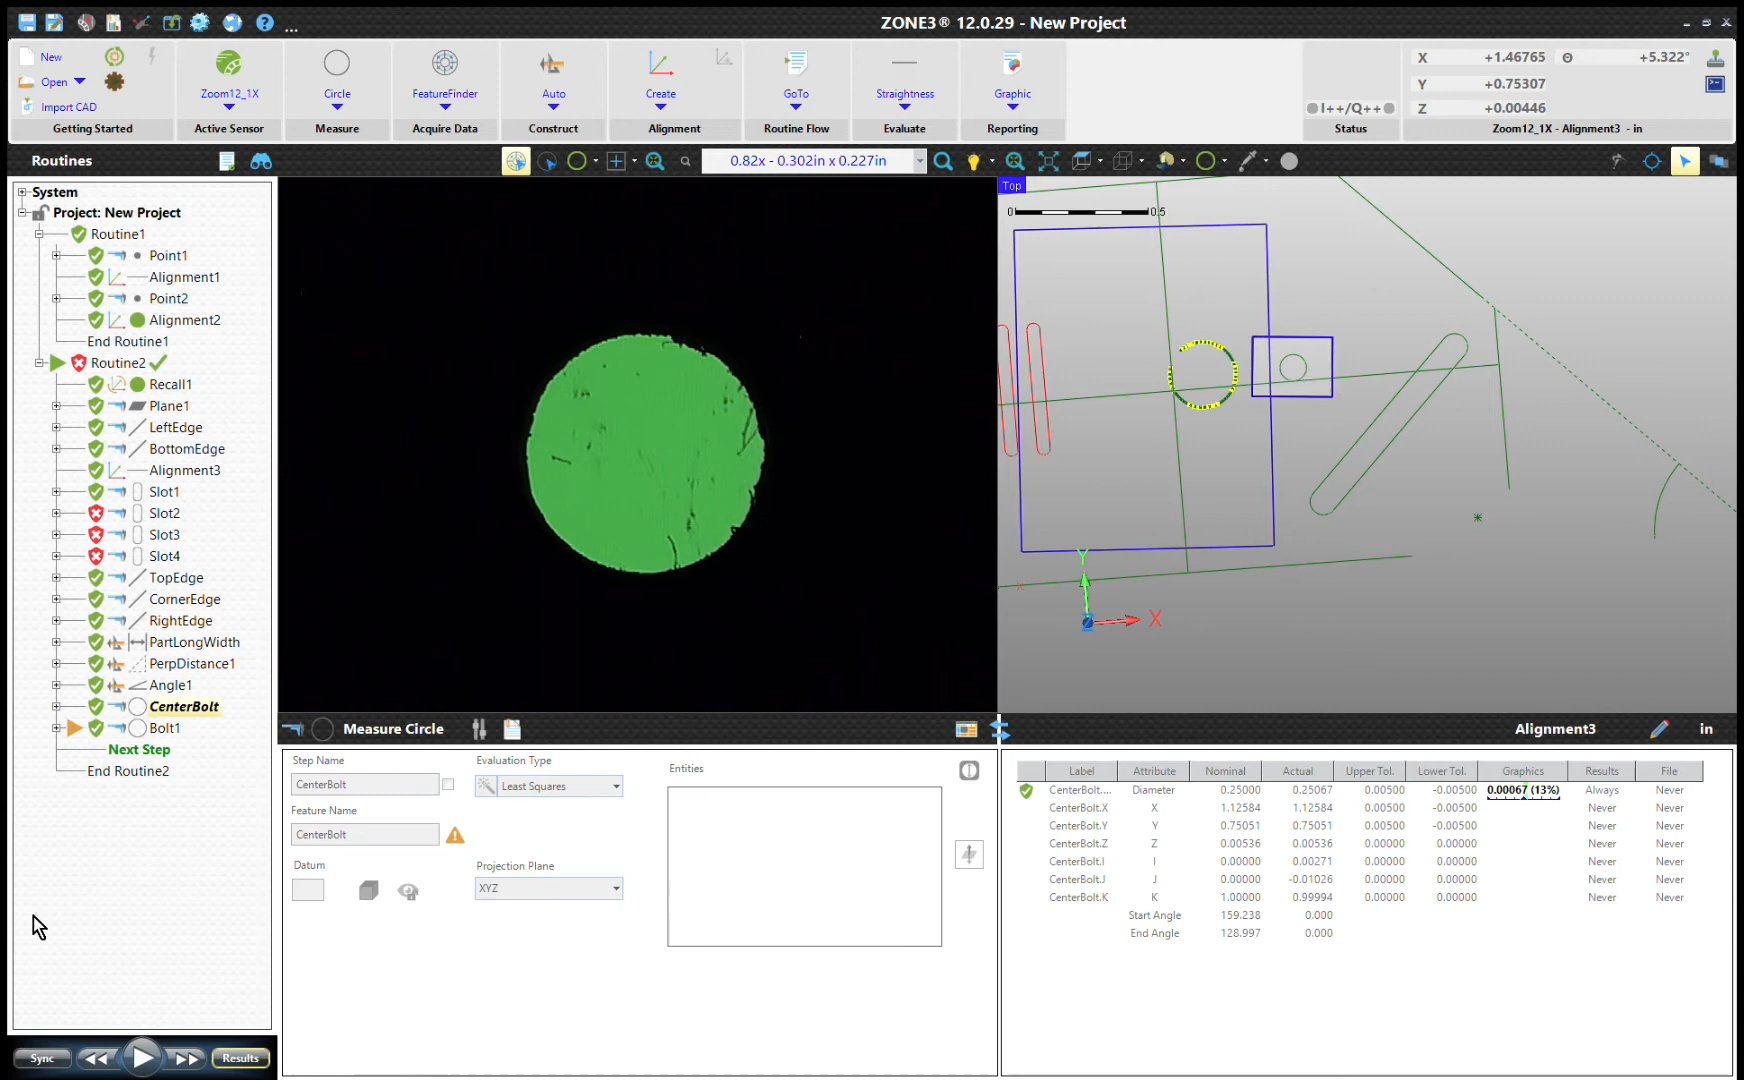 ZONE3® 12.0.29 - New Project
...
New
Open
Import CAD
Getting Started
Zoom12_1X
Active Sensor
Circle
Measure
FeatureFinder
Acquire Data
Auto
Construct
Create
Alignment
GoTo
Routine Flow
Straightness
Evaluate
Graphic
Reporting
I++/Q++
Status
X +1.46765 Θ +5.322°
Y +0.75307
Z +0.00446
Zoom12_1X - Alignment3 - in
Routines
0.82x - 0.302in x 0.227in
System
Project: New Project
Routine1
Point1
Alignment1
Point2
Alignment2
End Routine1
Routine2
Recall1
Plane1
LeftEdge
BottomEdge
Alignment3
Slot1
Slot2
Slot3
Slot4
TopEdge
CornerEdge
RightEdge
PartLongWidth
PerpDistance1
Angle1
CenterBolt
Bolt1
Next Step
End Routine2
Sync
Results
Top
0 0.5
Y
X
Z
Measure Circle
Step Name
CenterBolt
Feature Name
CenterBolt
Datum
Evaluation Type
Least Squares
Projection Plane
XYZ
Entities
Alignment3 in
Label Attribute Nominal Actual Upper Tol. Lower Tol. Graphics Results File
CenterBolt.... Diameter 0.25000 0.25067 0.00500 -0.00500 0.00067 (13%) Always Never
CenterBolt.X X 1.12584 1.12584 0.00500 -0.00500 Never Never
CenterBolt.Y Y 0.75051 0.75051 0.00500 -0.00500 Never Never
CenterBolt.Z Z 0.00536 0.00536 0.00000 0.00000 Never Never
CenterBolt.I I 0.00000 0.00271 0.00000 0.00000 Never Never
CenterBolt.J J 0.00000 -0.01026 0.00000 0.00000 Never Never
CenterBolt.K K 1.00000 0.99994 0.00000 0.00000 Never Never
Start Angle 159.238 0.000
End Angle 128.997 0.000